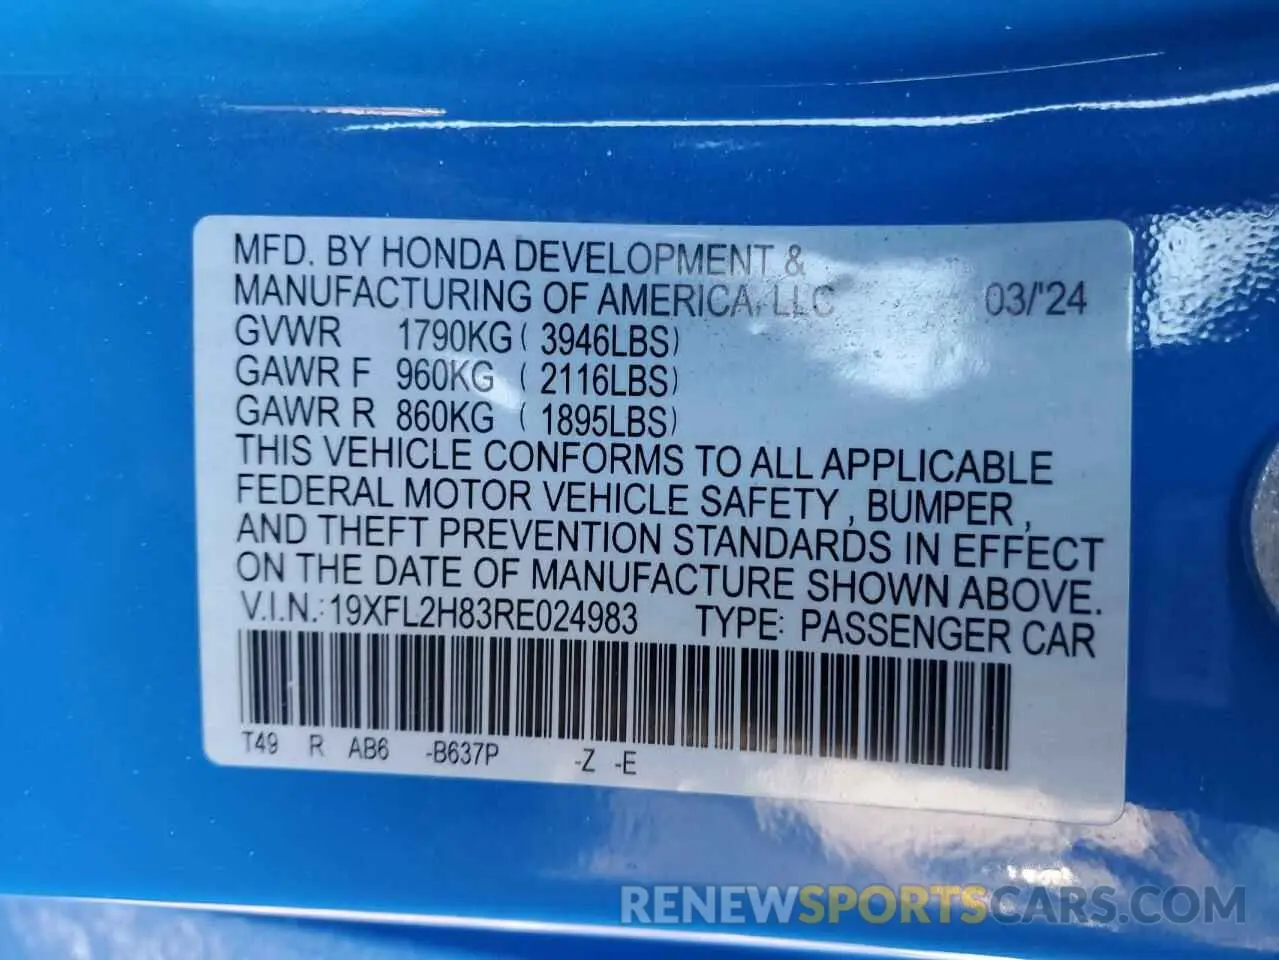 MFD. BY HONDA DEVELOPMENT &
MANUFACTURING OF AMERICA, LLC 03/'24
GVWR 1790KG ( 3946LBS)
GAWR F 960KG ( 2116LBS)
GAWR R 860KG ( 1895LBS)
THIS VEHICLE CONFORMS TO ALL APPLICABLE
FEDERAL MOTOR VEHICLE SAFETY , BUMPER ,
AND THEFT PREVENTION STANDARDS IN EFFECT
ON THE DATE OF MANUFACTURE SHOWN ABOVE.
V.I.N.: 19XFL2H83RE024983 TYPE: PASSENGER CAR
T49 R AB6 -B637P -Z -E
RENEWSPORTSCARS.COM